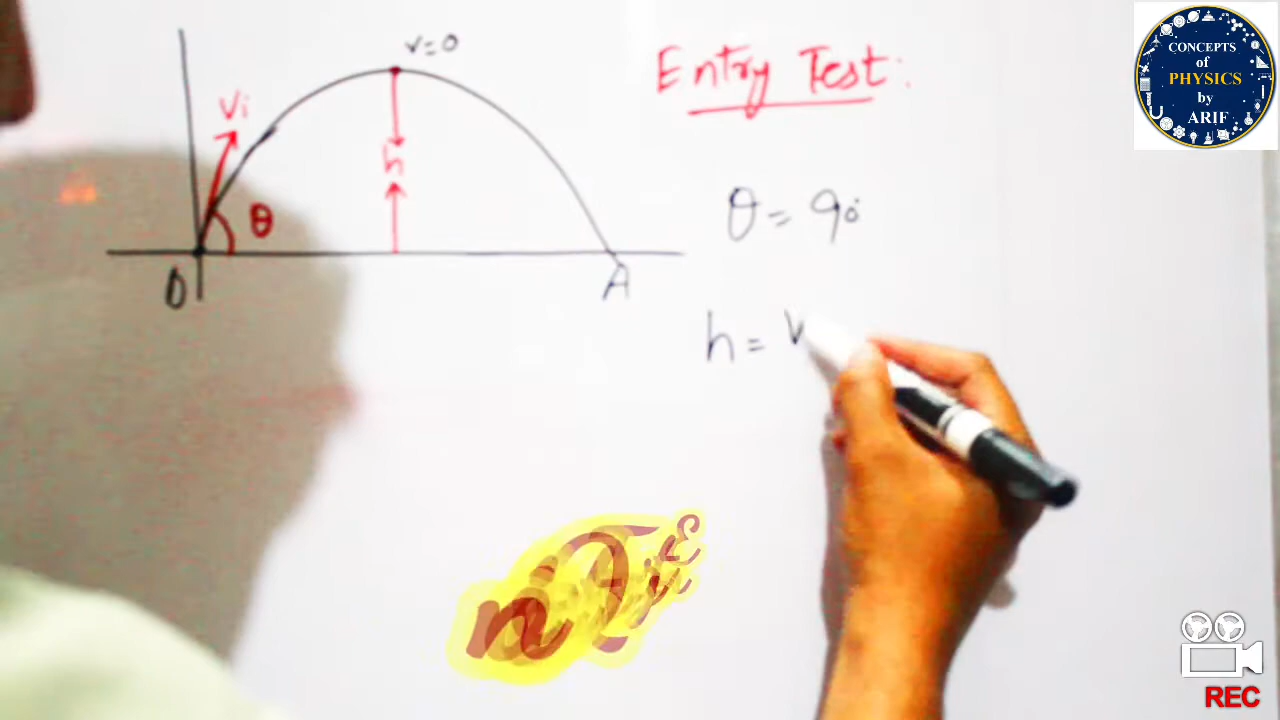 v=0
Entry Test:
Vi
h
θ
θ = 90°
O
A
h = V
CONCEPTS
of
PHYSICS
by
ARIF
REC